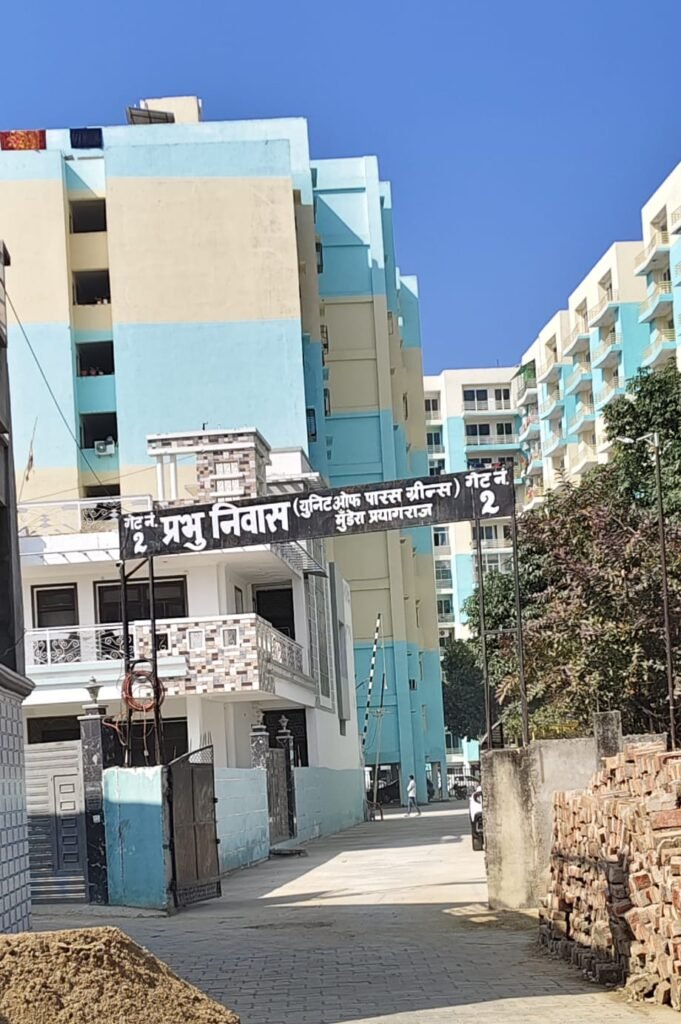 गेट नं. 2
प्रभु निवास (युनिट ऑफ पारस ग्रीन्स)
मुँडेरा प्रयागराज
गेट नं. 2